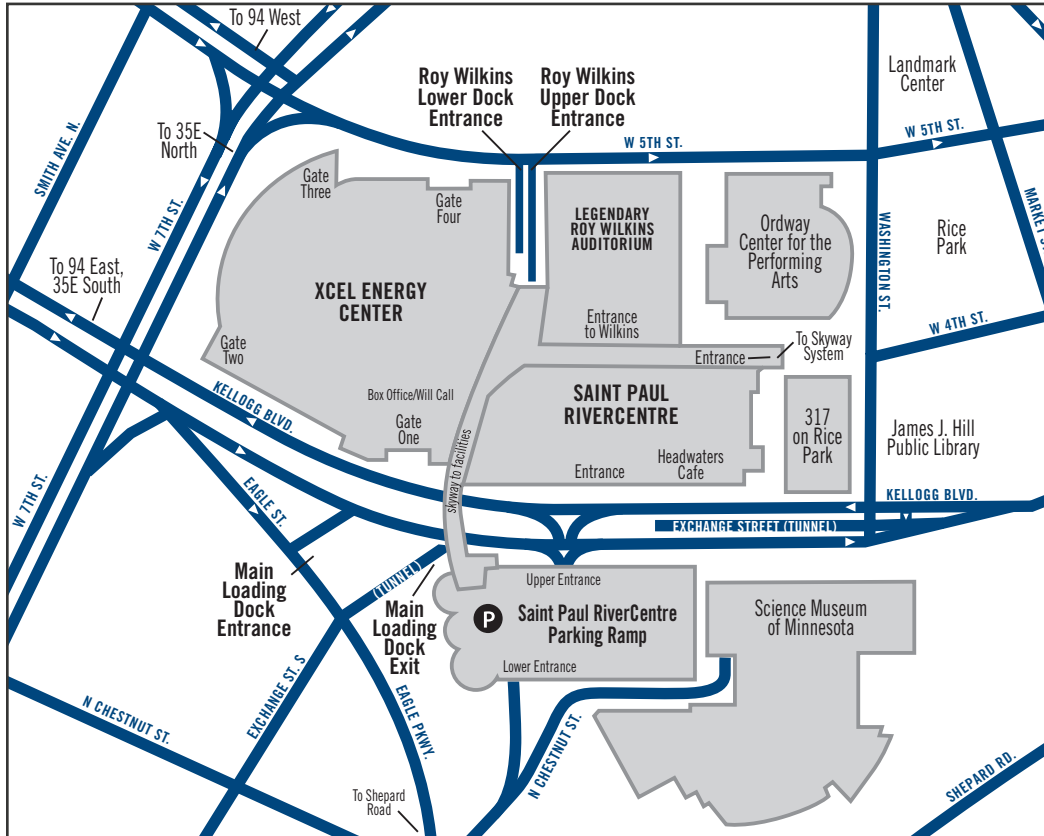 To 94 West
Roy Wilkins
Lower Dock
Entrance
Roy Wilkins
Upper Dock
Entrance
Landmark
Center
SMITH AVE. N.
To 35E
North
W 5TH ST.
W 5TH ST.
W 7TH ST.
Gate
Three
Gate
Four
LEGENDARY
ROY WILKINS
AUDITORIUM
Ordway
Center for the
Performing
Arts
WASHINGTON ST.
Rice
Park
MARKET S
To 94 East,
35E South
XCEL ENERGY
CENTER
Entrance
to Wilkins
W 4TH ST.
Gate
Two
Entrance
To Skyway
System
KELLOGG BLVD.
Box Office/Will Call
Gate
One
SAINT PAUL
RIVERCENTRE
317
on Rice
Park
James J. Hill
Public Library
skyway to facilities
Entrance
Headwaters
Cafe
W 7TH ST.
EAGLE ST.
KELLOGG BLVD.
EXCHANGE STREET (TUNNEL)
Main
Loading
Dock
Entrance
(TUNNEL)
Main
Loading
Dock
Exit
Upper Entrance
P
Saint Paul RiverCentre
Parking Ramp
Lower Entrance
Science Museum
of Minnesota
EXCHANGE ST. S
EAGLE PKWY.
N CHESTNUT ST.
N CHESTNUT ST.
To Shepard
Road
SHEPARD RD.